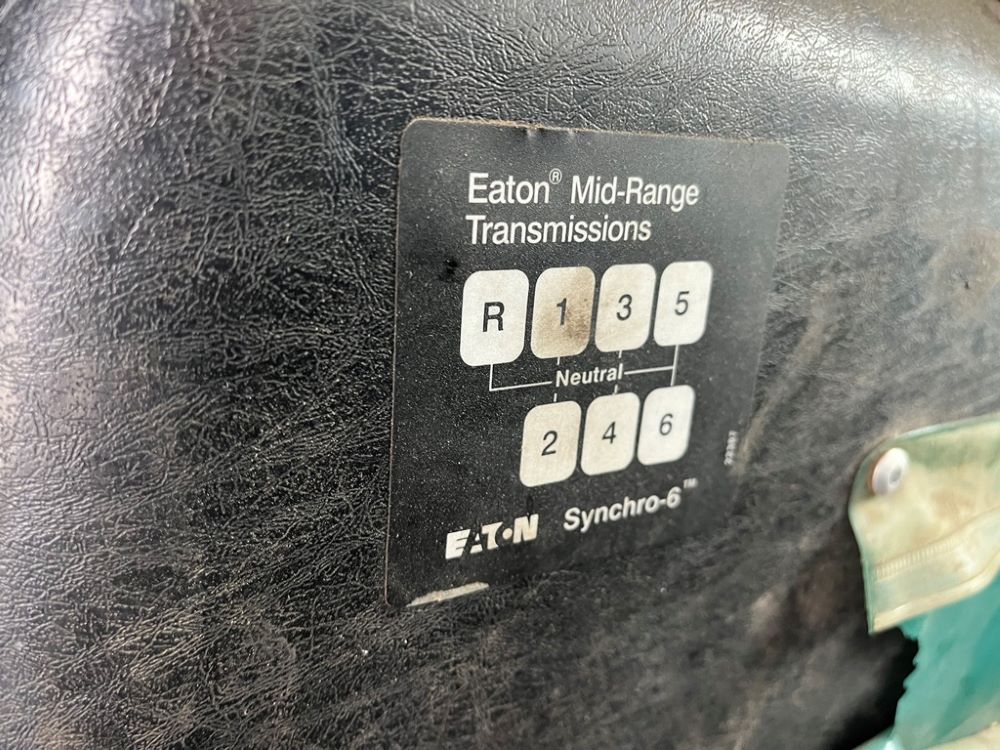 Eaton® Mid-Range
Transmissions
R 1 3 5
Neutral
2 4 6
EATON Synchro-6™